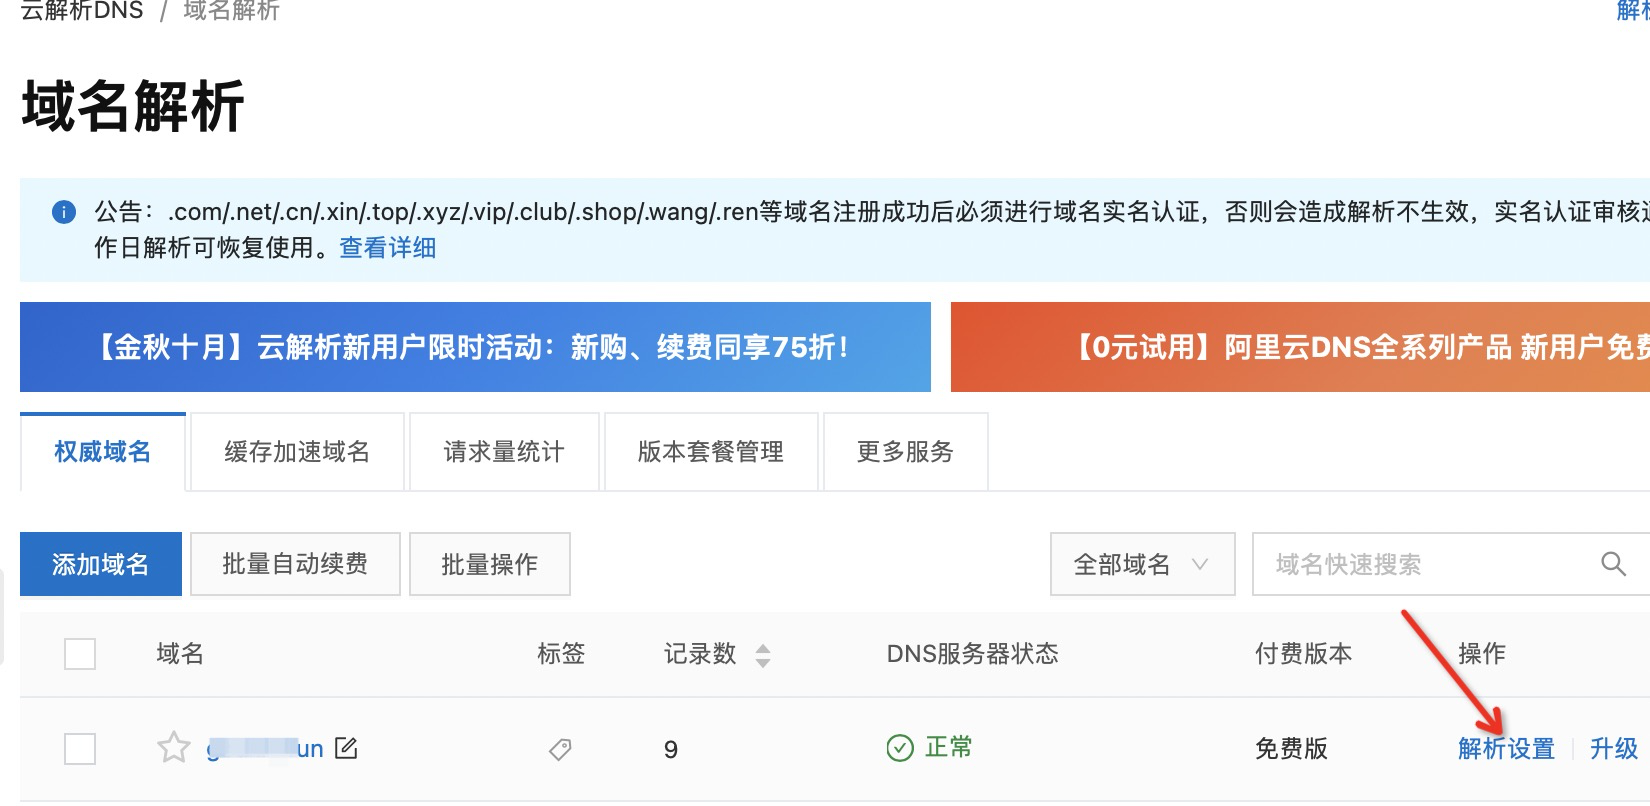 云解析DNS / 域名解析
解析
域名解析
公告：.com/.net/.cn/.xin/.top/.xyz/.vip/.club/.shop/.wang/.ren等域名注册成功后必须进行域名实名认证，否则会造成解析不生效，实名认证审核
作日解析可恢复使用。查看详细
【金秋十月】云解析新用户限时活动：新购、续费同享75折！
【0元试用】阿里云DNS全系列产品 新用户免费
权威域名
缓存加速域名
请求量统计
版本套餐管理
更多服务
添加域名
批量自动续费
批量操作
全部域名
域名快速搜索
域名 标签 记录数 DNS服务器状态 付费版本 操作
un 9 正常 免费版 解析设置 升级